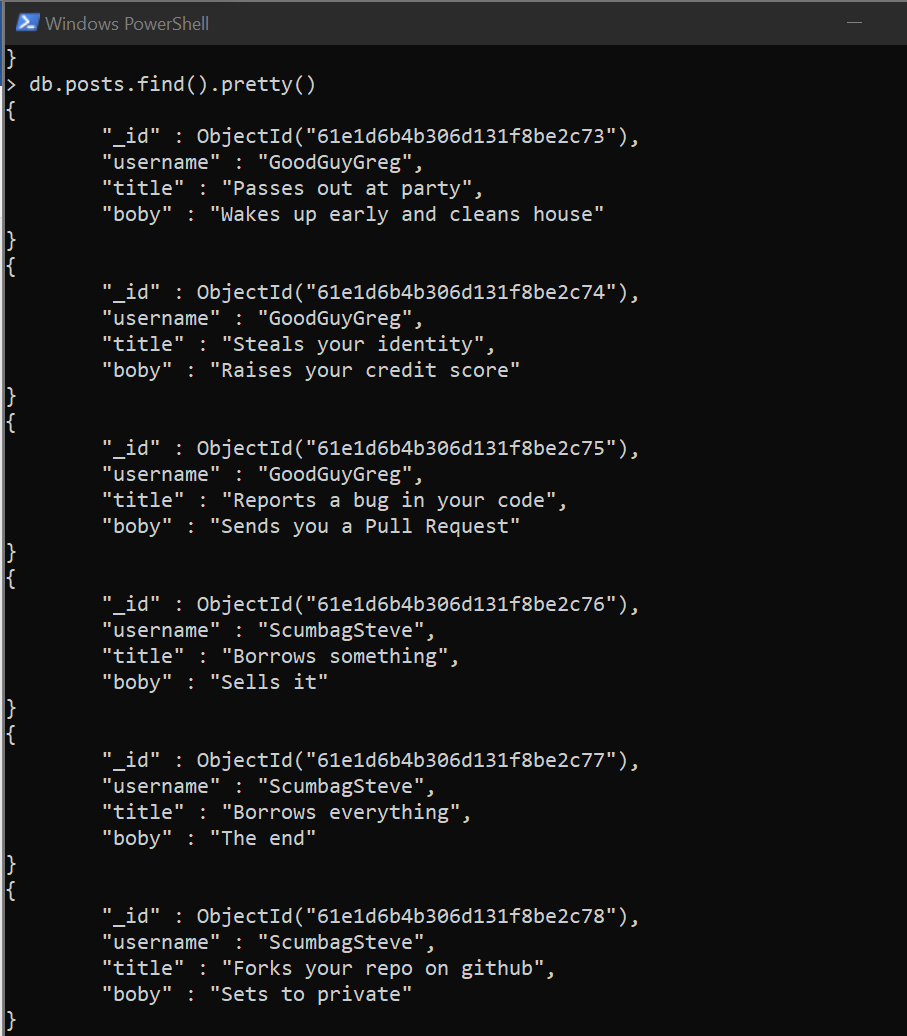 Windows PowerShell
}
> db.posts.find().pretty()
{
"_id" : ObjectId("61e1d6b4b306d131f8be2c73"),
"username" : "GoodGuyGreg",
"title" : "Passes out at party",
"boby" : "Wakes up early and cleans house"
}
{
"_id" : ObjectId("61e1d6b4b306d131f8be2c74"),
"username" : "GoodGuyGreg",
"title" : "Steals your identity",
"boby" : "Raises your credit score"
}
{
"_id" : ObjectId("61e1d6b4b306d131f8be2c75"),
"username" : "GoodGuyGreg",
"title" : "Reports a bug in your code",
"boby" : "Sends you a Pull Request"
}
{
"_id" : ObjectId("61e1d6b4b306d131f8be2c76"),
"username" : "ScumbagSteve",
"title" : "Borrows something",
"boby" : "Sells it"
}
{
"_id" : ObjectId("61e1d6b4b306d131f8be2c77"),
"username" : "ScumbagSteve",
"title" : "Borrows everything",
"boby" : "The end"
}
{
"_id" : ObjectId("61e1d6b4b306d131f8be2c78"),
"username" : "ScumbagSteve",
"title" : "Forks your repo on github",
"boby" : "Sets to private"
}